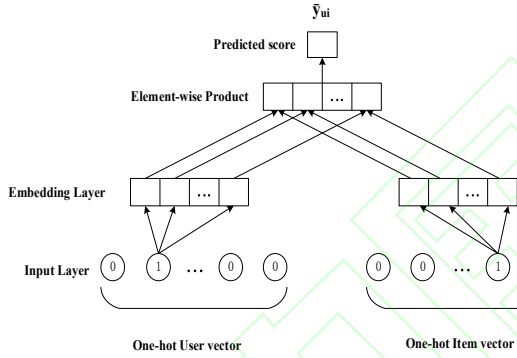 ȳui
Predicted score
Element-wise Product
...
Embedding Layer
...
...
Input Layer
0 1 ... 0 0
0 0 ... 1
One-hot User vector
One-hot Item vector